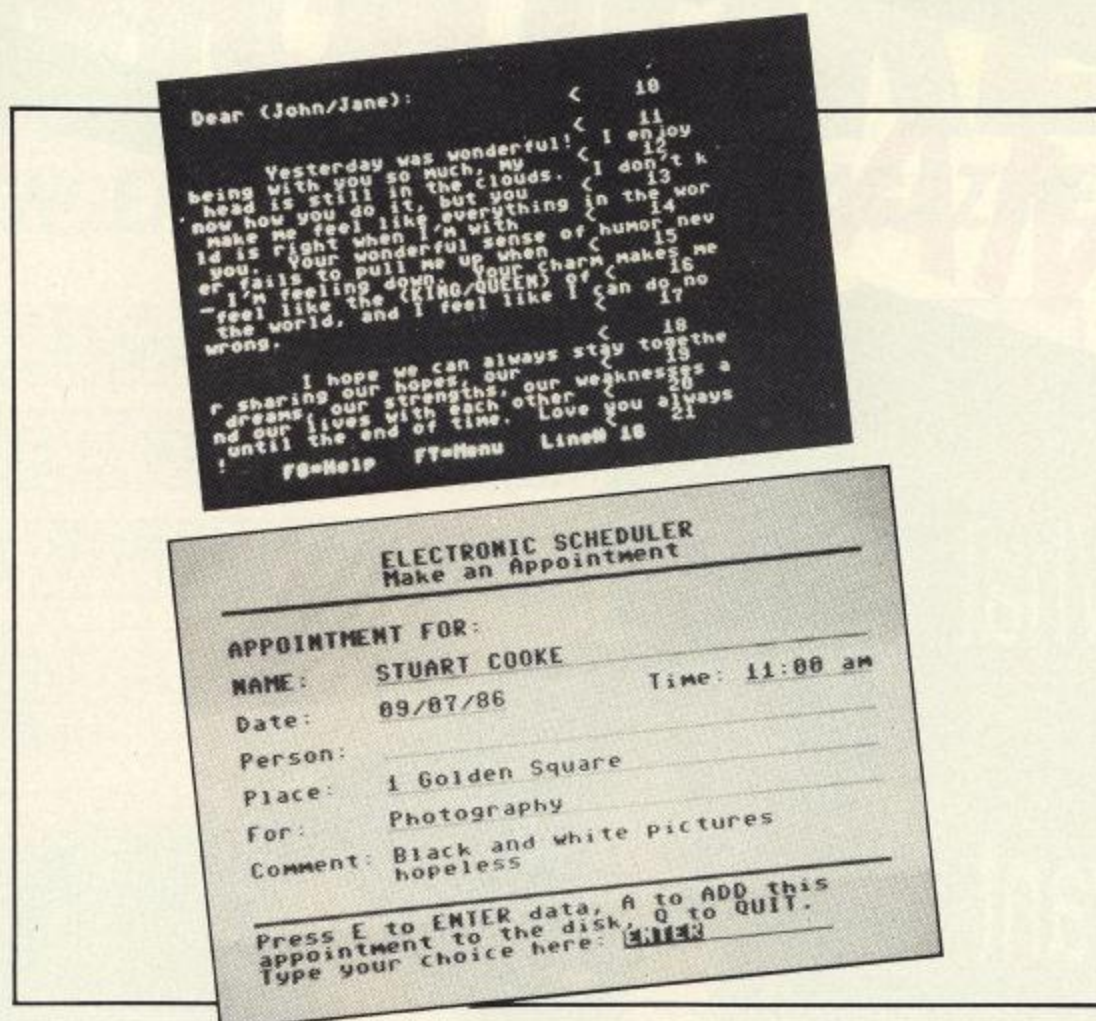 Dear (John/Jane): < 10
< 11
Yesterday was wonderful! I enjoy
being with you so much, my < 12
head is still in the clouds. I don't k
now how you do it, but you < 13
make me feel like everything in the wor
ld is right when I'm with < 14
you. Your wonderful sense of humor nev
er fails to pull me up when < 15
I'm feeling down. Your charm makes me
feel like the (KING/QUEEN) of < 16
the world, and I feel like I can do no
wrong. < 17
< 18
I hope we can always stay togethe
r sharing our hopes, our < 19
dreams, our strengths, our weaknesses a
nd our lives with each other < 20
until the end of time. Love you always
! < 21
F8=Help F7=Menu Line# 16
ELECTRONIC SCHEDULER
Make an Appointment
APPOINTMENT FOR:
NAME: STUART COOKE
Date: 09/07/86 Time: 11:00 am
Person:
Place: 1 Golden Square
For: Photography
Comment: Black and white pictures
hopeless
Press E to ENTER data, A to ADD this
appointment to the disk, Q to QUIT.
Type your choice here: ENTER